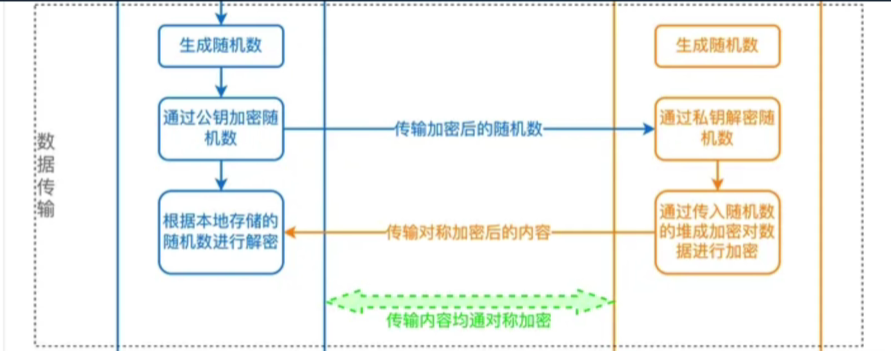 生成随机数
生成随机数
通过公钥加密随
机数
传输加密后的随机数
通过私钥解密随
机数
数
据
传
输
根据本地存储的
随机数进行解密
传输对称加密后的内容
通过传入随机数
的堆成加密对数
据进行加密
传输内容均通对称加密